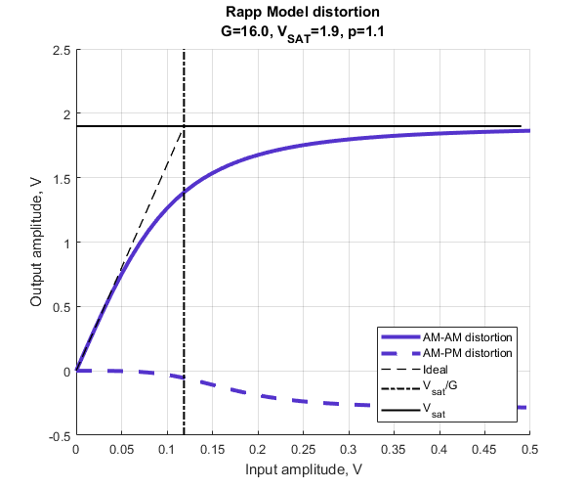 Rapp Model distortion
G=16.0, V_SAT=1.9, p=1.1
2.5
2
1.5
1
0.5
0
-0.5
Output amplitude, V
AM-AM distortion
AM-PM distortion
Ideal
V_sat/G
V_sat
0 0.05 0.1 0.15 0.2 0.25 0.3 0.35 0.4 0.45 0.5
Input amplitude, V